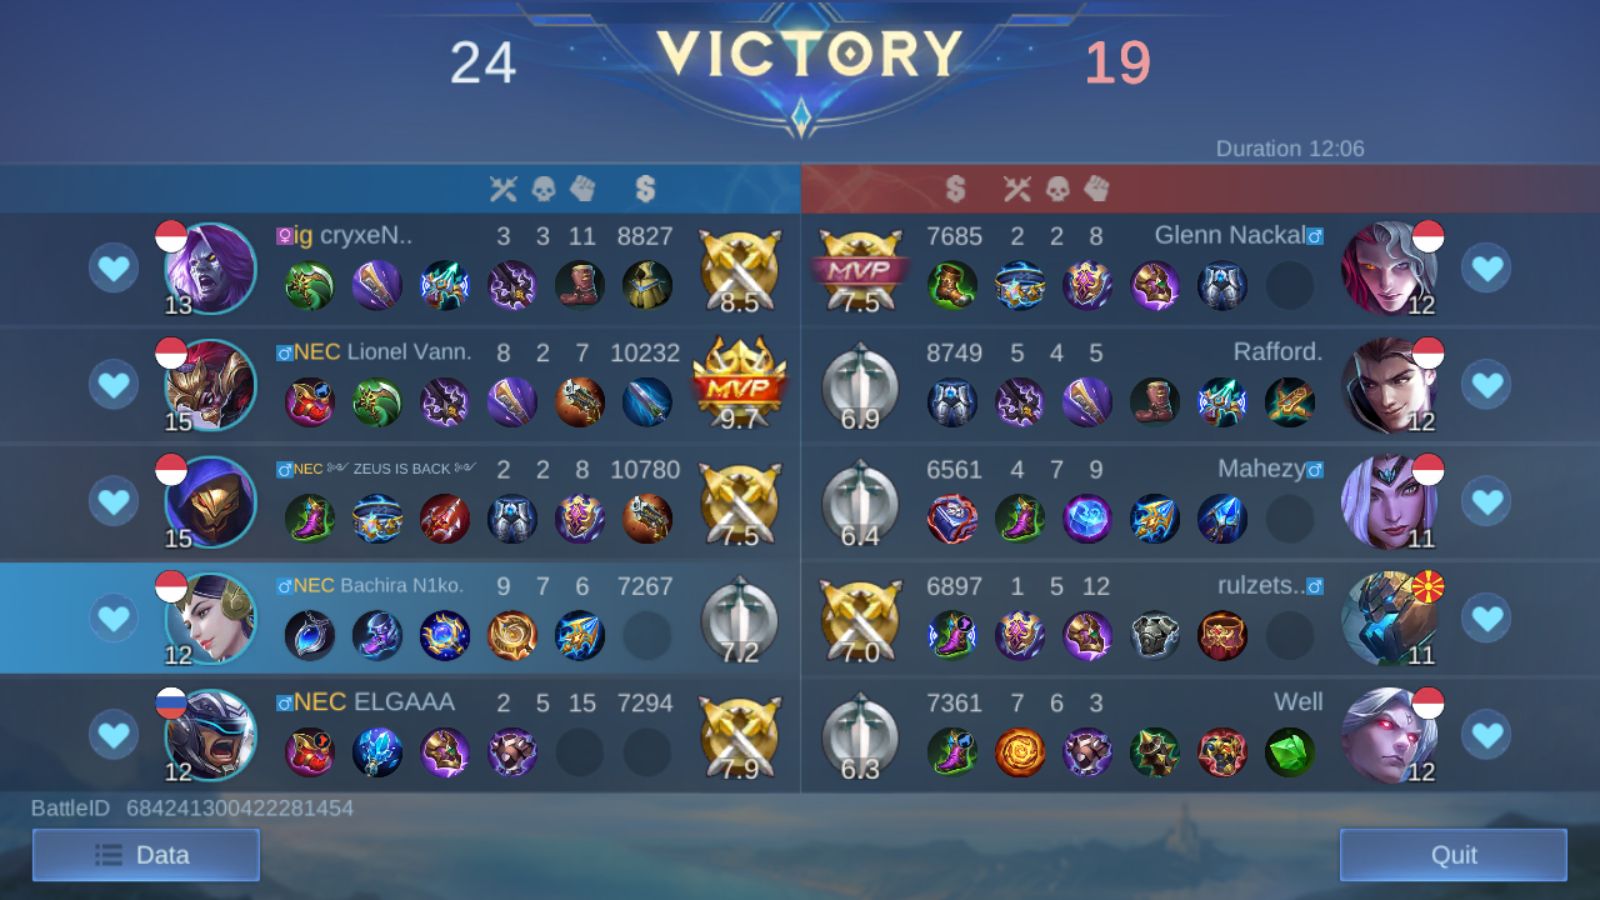 24 VICTORY 19
Duration 12:06
ig cryxeN.. 3 3 11 8827
13 8.5
7685 2 2 8 Glenn Nackal
MVP 7.5 12
NEC Lionel Vann. 8 2 7 10232
15 MVP 9.7
8749 5 4 5 Rafford.
6.9 12
NEC ZEUS IS BACK 2 2 8 10780
15 7.5
6561 4 7 9 Mahezy
6.4 11
NEC Bachira N1ko. 9 7 6 7267
12 7.2
6897 1 5 12 rulzets..
7.0 11
NEC ELGAAA 2 5 15 7294
12 7.9
7361 7 6 3 Well
6.3 12
BattleID 684241300422281454
Data Quit